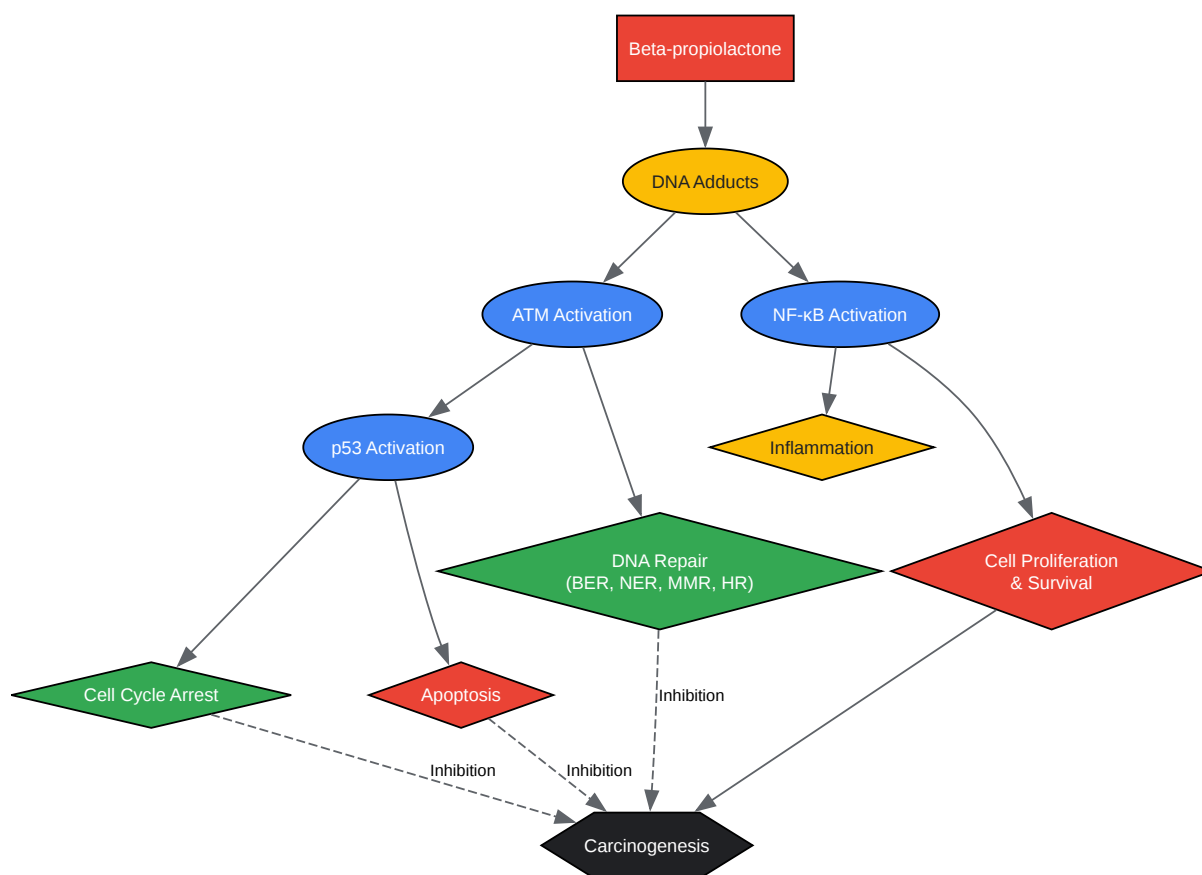 Beta-propiolactone
DNA Adducts
ATM Activation
NF-κB Activation
p53 Activation
Inflammation
DNA Repair
(BER, NER, MMR, HR)
Cell Proliferation
& Survival
Cell Cycle Arrest
Apoptosis
Inhibition
Inhibition
Inhibition
Carcinogenesis